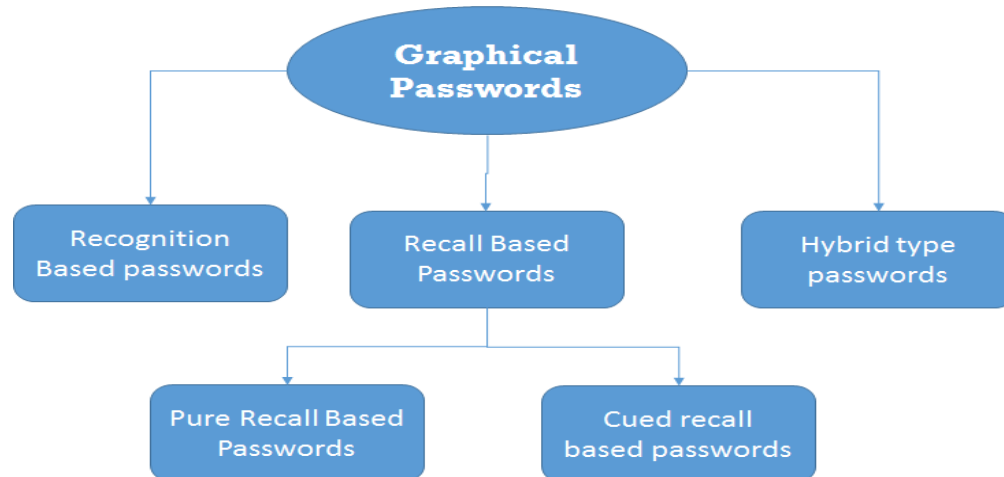 Graphical
Passwords
Recognition
Based passwords
Recall Based
Passwords
Hybrid type
passwords
Pure Recall Based
Passwords
Cued recall
based passwords